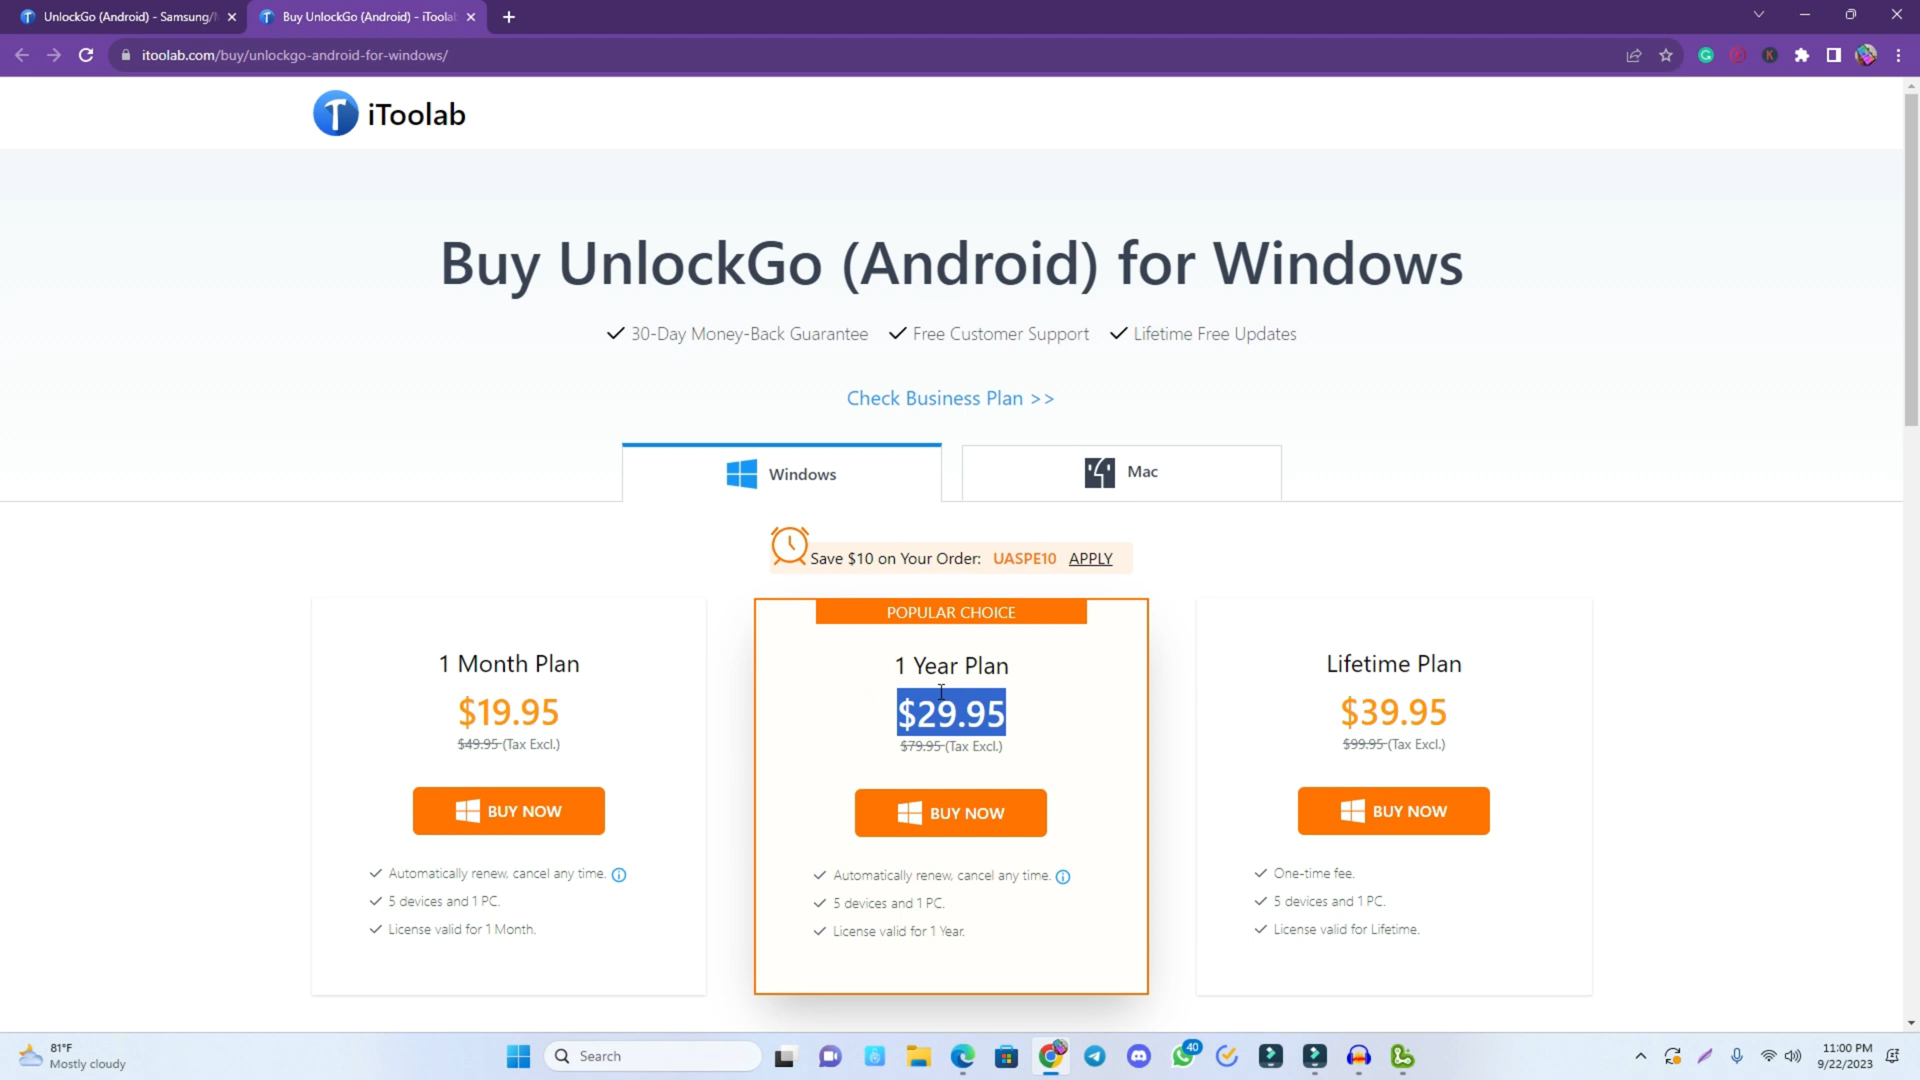 UnlockGo (Android) - Samsung/
Buy UnlockGo (Android) - iToola
itoolab.com/buy/unlockgo-android-for-windows/
iToolab
Buy UnlockGo (Android) for Windows
30-Day Money-Back Guarantee Free Customer Support Lifetime Free Updates
Check Business Plan >>
Windows Mac
Save $10 on Your Order: UASPE10 APPLY
POPULAR CHOICE
1 Month Plan
$19.95
$49.95 (Tax Excl.)
BUY NOW
Automatically renew, cancel any time.
5 devices and 1 PC.
License valid for 1 Month.
1 Year Plan
$29.95
$79.95 (Tax Excl.)
BUY NOW
Automatically renew, cancel any time.
5 devices and 1 PC.
License valid for 1 Year.
Lifetime Plan
$39.95
$99.95 (Tax Excl.)
BUY NOW
One-time fee.
5 devices and 1 PC.
License valid for Lifetime.
81°F
Mostly cloudy
Search
40
11:00 PM
9/22/2023